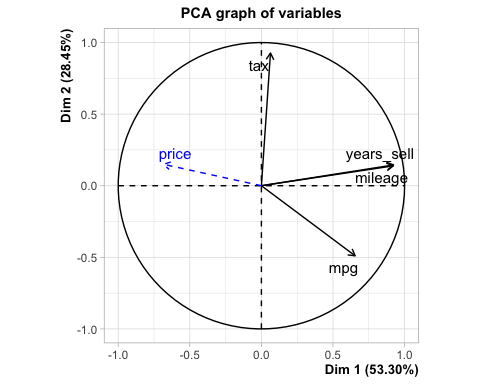 PCA graph of variables
Dim 2 (28.45%)
1.0
0.5
0.0
-0.5
-1.0
tax
price
years_sell
mileage
mpg
-1.0 -0.5 0.0 0.5 1.0
Dim 1 (53.30%)